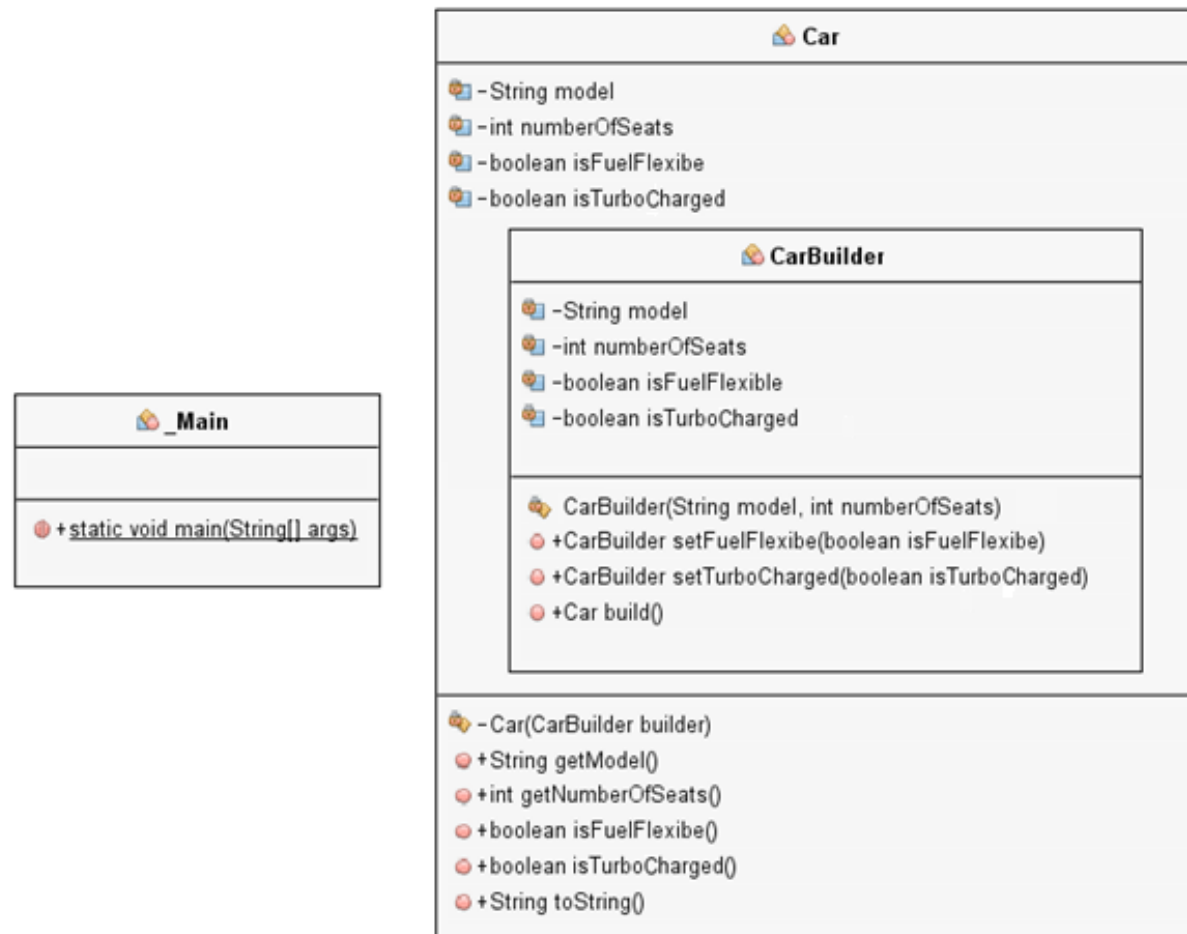 Car
-String model
-int numberOfSeats
-boolean isFuelFlexibe
-boolean isTurboCharged
CarBuilder
-String model
-int numberOfSeats
-boolean isFuelFlexible
-boolean isTurboCharged
CarBuilder(String model, int numberOfSeats)
+CarBuilder setFuelFlexibe(boolean isFuelFlexibe)
+CarBuilder setTurboCharged(boolean isTurboCharged)
+Car build()
-Car(CarBuilder builder)
+String getModel()
+int getNumberOfSeats()
+boolean isFuelFlexibe()
+boolean isTurboCharged()
+String toString()
_Main
+static void main(String[] args)